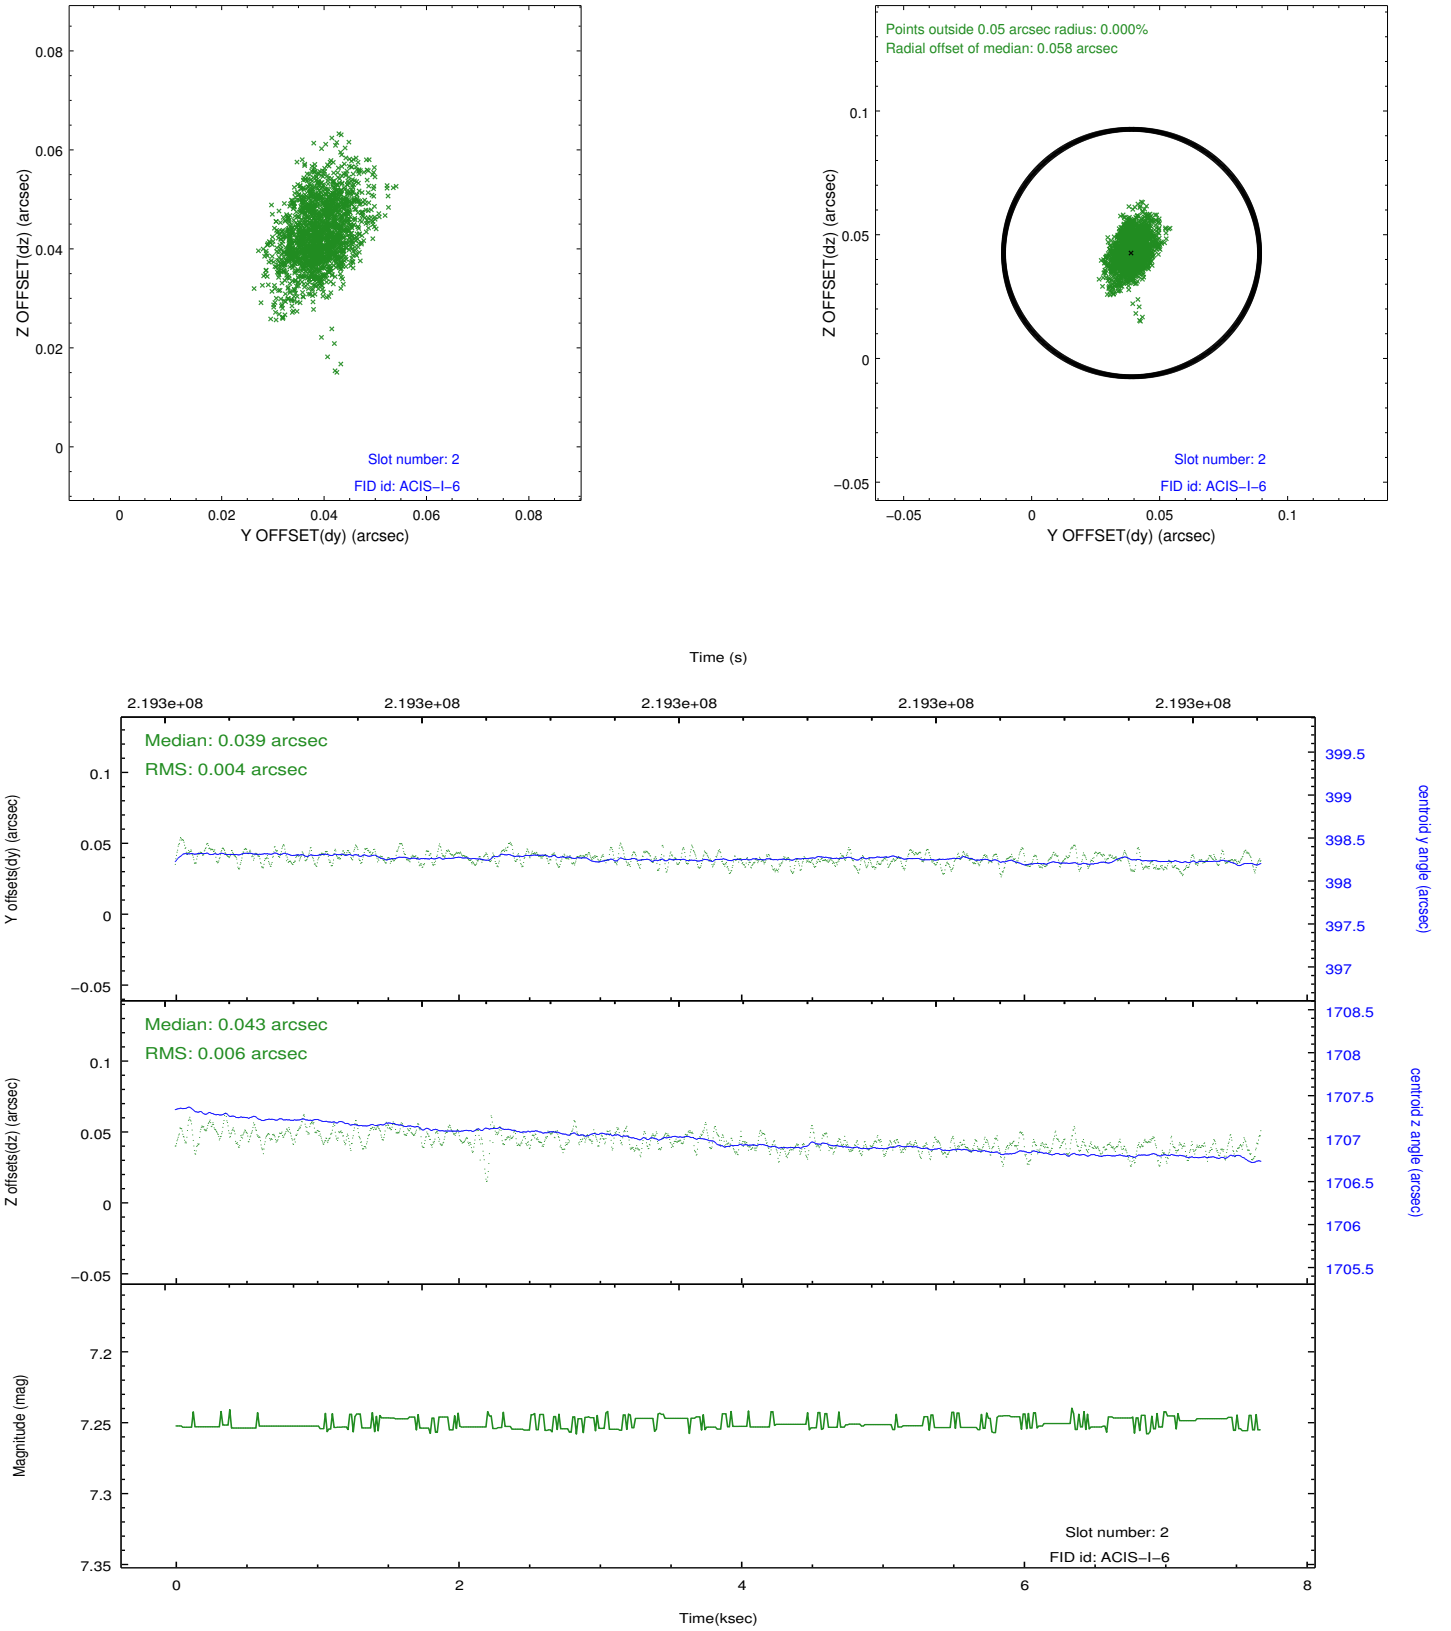 0.08
0.06
0.04
0.02
0
Z OFFSET(dz) (arcsec)
Slot number: 2
FID id: ACIS−I−6
0 0.02 0.04 0.06 0.08
Y OFFSET(dy) (arcsec)
Points outside 0.05 arcsec radius: 0.000%
Radial offset of median: 0.058 arcsec
0.1
0.05
0
−0.05
Z OFFSET(dz) (arcsec)
Slot number: 2
FID id: ACIS−I−6
−0.05 0 0.05 0.1
Y OFFSET(dy) (arcsec)
Time (s)
2.193e+08 2.193e+08 2.193e+08 2.193e+08 2.193e+08
Median: 0.039 arcsec
RMS: 0.004 arcsec
0.1
0.05
0
−0.05
Y offsets(dy) (arcsec)
399.5
399
398.5
398
397.5
397
centroid y angle (arcsec)
Median: 0.043 arcsec
RMS: 0.006 arcsec
0.1
0.05
0
−0.05
Z offsets(dz) (arcsec)
1708.5
1708
1707.5
1707
1706.5
1706
1705.5
centroid z angle (arcsec)
7.2
7.25
7.3
7.35
Magnitude (mag)
Slot number: 2
FID id: ACIS−I−6
0 2 4 6 8
Time(ksec)